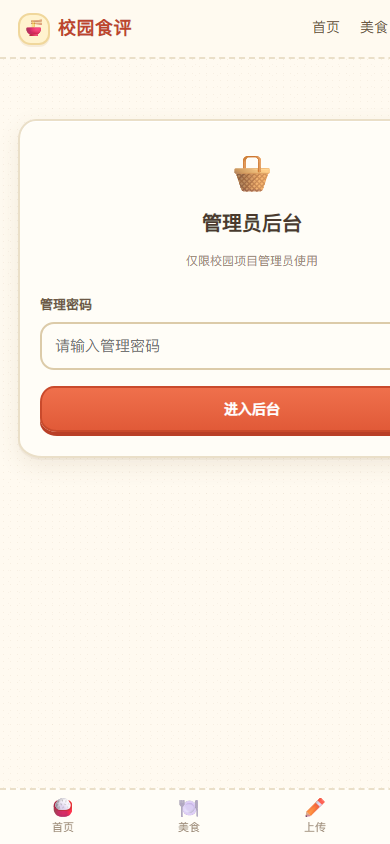 校园食评
首页 美食
管理员后台
仅限校园项目管理员使用
管理密码
请输入管理密码
进入后台
首页 美食 上传